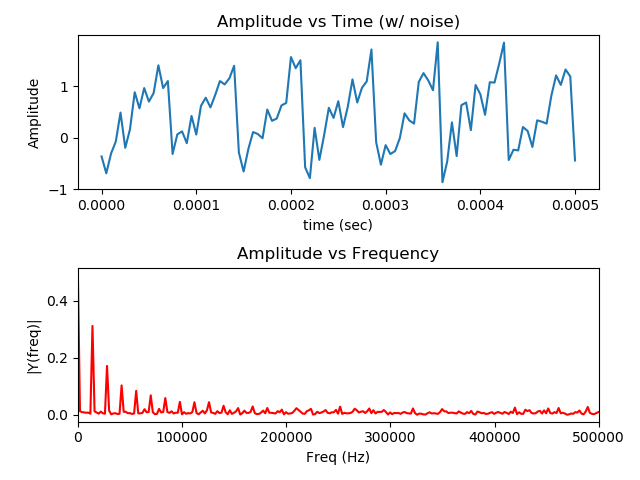 Amplitude vs Time (w/ noise)
Amplitude
1
0
−1
0.0000 0.0001 0.0002 0.0003 0.0004 0.0005
time (sec)
Amplitude vs Frequency
|Y(freq)|
0.4
0.2
0.0
0 100000 200000 300000 400000 500000
Freq (Hz)